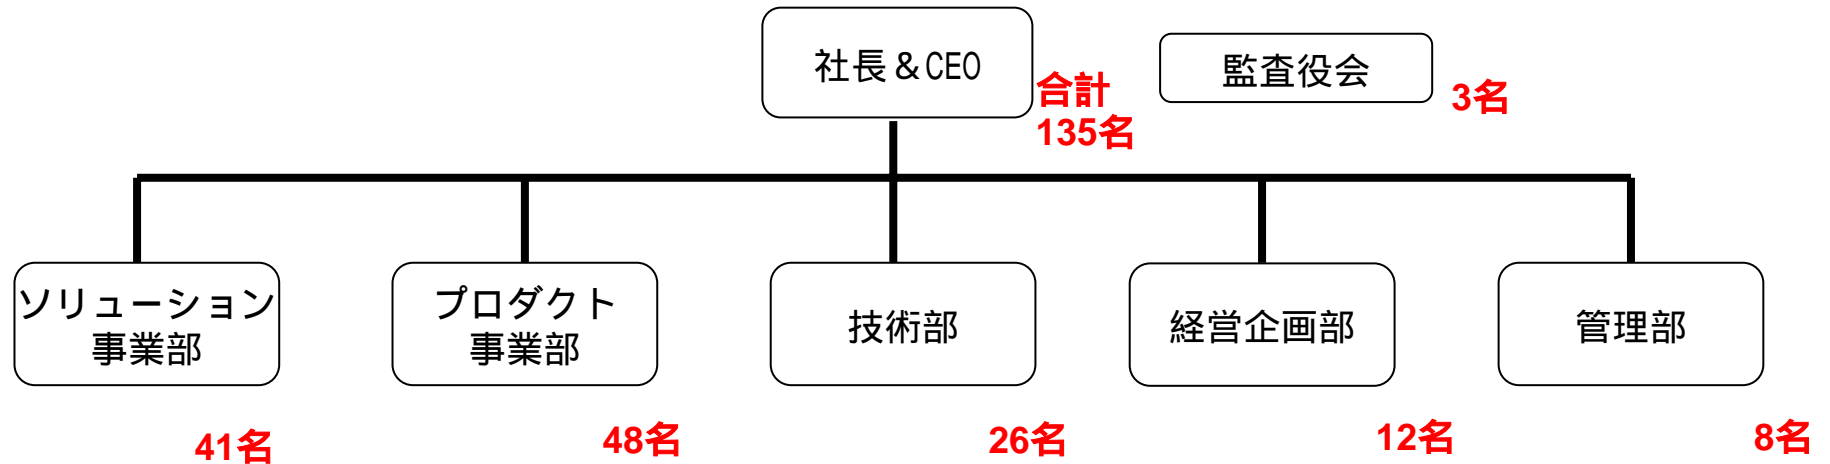 社長＆CEO
合計
135名
監査役会
3名
ソリューション
事業部
41名
プロダクト
事業部
48名
技術部
26名
経営企画部
12名
管理部
8名